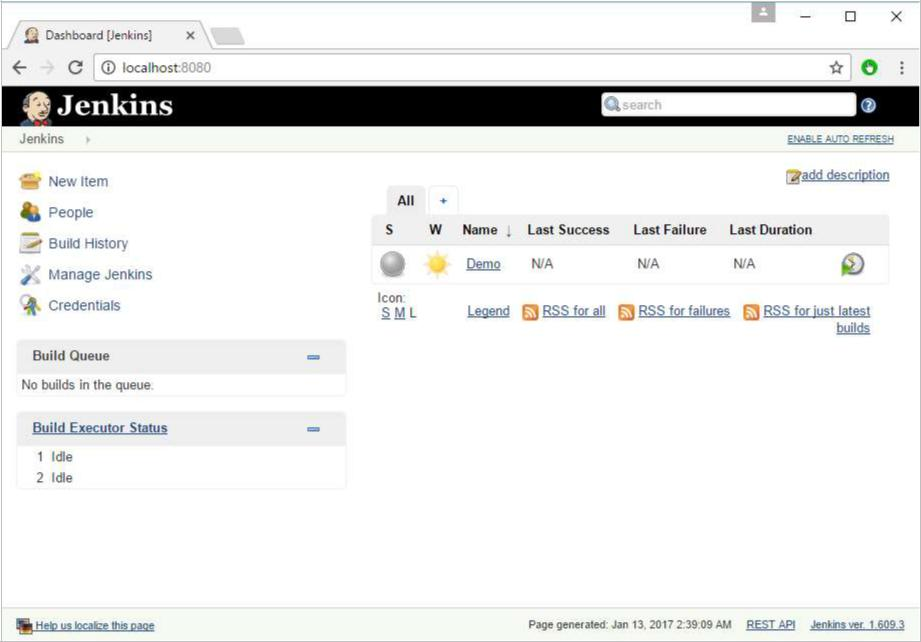 Dashboard [Jenkins]
localhost:8080
Jenkins
search
Jenkins
ENABLE AUTO REFRESH
New Item
People
Build History
Manage Jenkins
Credentials
Build Queue
No builds in the queue.
Build Executor Status
1 Idle
2 Idle
add description
All +
S W Name ↓ Last Success Last Failure Last Duration
Demo N/A N/A N/A
Icon:
S M L
Legend RSS for all RSS for failures RSS for just latest
builds
Help us localize this page Page generated: Jan 13, 2017 2:39:09 AM REST API Jenkins ver. 1.609.3